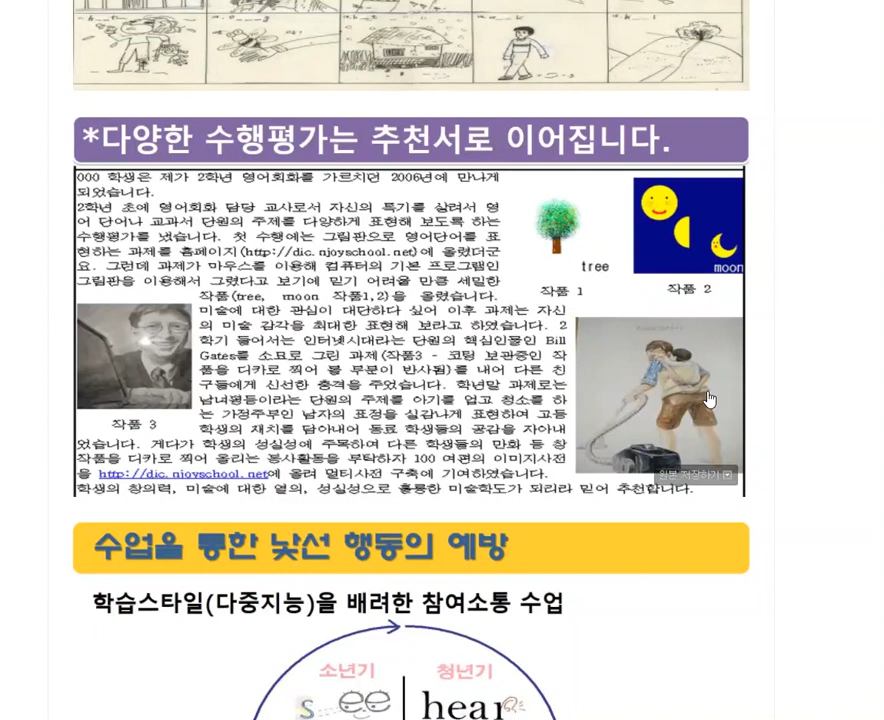 *다양한 수행평가는 추천서로 이어집니다.
000 학생은 제가 2학년 영어회화를 가르치던 2006년에 만나게
되었습니다.
2학년 초에 영어회화 담당 교사로서 자신의 특기를 살려서 영
어 단어나 교과서 단원의 주제를 다양하게 표현해 보도록 하는
수행평가를 냈습니다. 첫 수행에는 그림판으로 영어단어를 표
현하는 과제를 홈페이지(http://dic.njoyschool.net)에 올렸더군
요. 그런데 과제가 마우스를 이용해 컴퓨터의 기본 프로그램인
그림판을 이용해서 그렸다고 보기에 믿기 어려울 만큼 세밀한
작품(tree, moon 작품1,2)을 올렸습니다.
미술에 대한 관심이 대단하다 싶어 이후 과제는 자신
의 미술 감각을 최대한 표현해 보라고 하였습니다. 2
학기 들어서는 인터넷시대라는 단원의 핵심인물인 Bill
Gates를 소묘로 그린 과제(작품3 - 코팅 보관중인 작
품을 디카로 찍어 볼 부분이 반사됨)를 내어 다른 친
구들에게 신선한 충격을 주었습니다. 학년말 과제로는
남녀평등이라는 단원의 주제를 아기를 업고 청소를 하
는 가정주부인 남자의 표정을 실감나게 표현하여 고등
학생의 재치를 담아내어 동료 학생들의 공감을 자아내
었습니다. 게다가 학생의 성실성에 주목하여 다른 학생들의 만화 등 창
작품을 디카로 찍어 올리는 봉사활동을 부탁하자 100 여편의 이미지사전
을 http://dic.njoyschool.net에 올려 멀티사전 구축에 기여하였습니다.
학생의 창의력, 미술에 대한 열의, 성실성으로 훌륭한 미술학도가 되리라 믿어 추천합니다.
tree
작품 1
moon
작품 2
작품 3
원본 저장하기
수업을 통한 낯선 행동의 예방
학습스타일(다중지능)을 배려한 참여소통 수업
소년기
청년기
see
hear